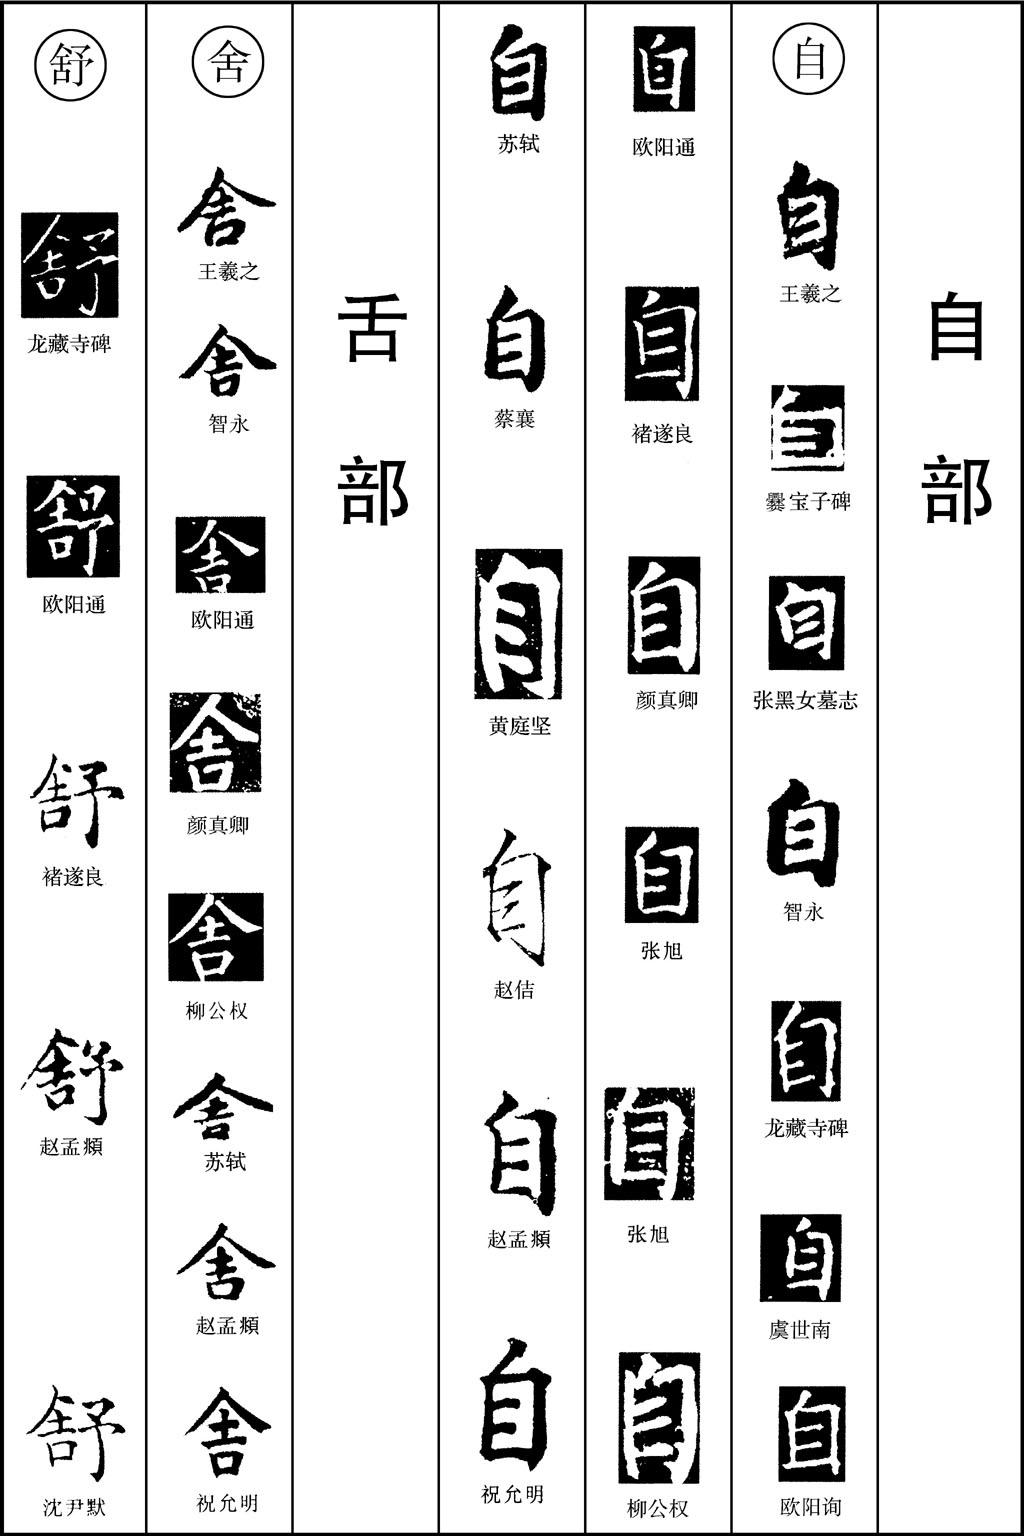 自部
自
自
王羲之
自
爨宝子碑
自
张黑女墓志
自
智永
自
龙藏寺碑
自
虞世南
自
欧阳询
自
欧阳通
自
褚遂良
自
颜真卿
自
张旭
自
张旭
自
柳公权
自
苏轼
自
蔡襄
自
黄庭坚
自
赵佶
自
赵孟頫
自
祝允明
舌部
舍
舍
王羲之
舍
智永
舍
欧阳通
舍
颜真卿
舍
柳公权
舍
苏轼
舍
赵孟頫
舍
祝允明
舒
舒
龙藏寺碑
舒
欧阳通
舒
褚遂良
舒
赵孟頫
舒
沈尹默